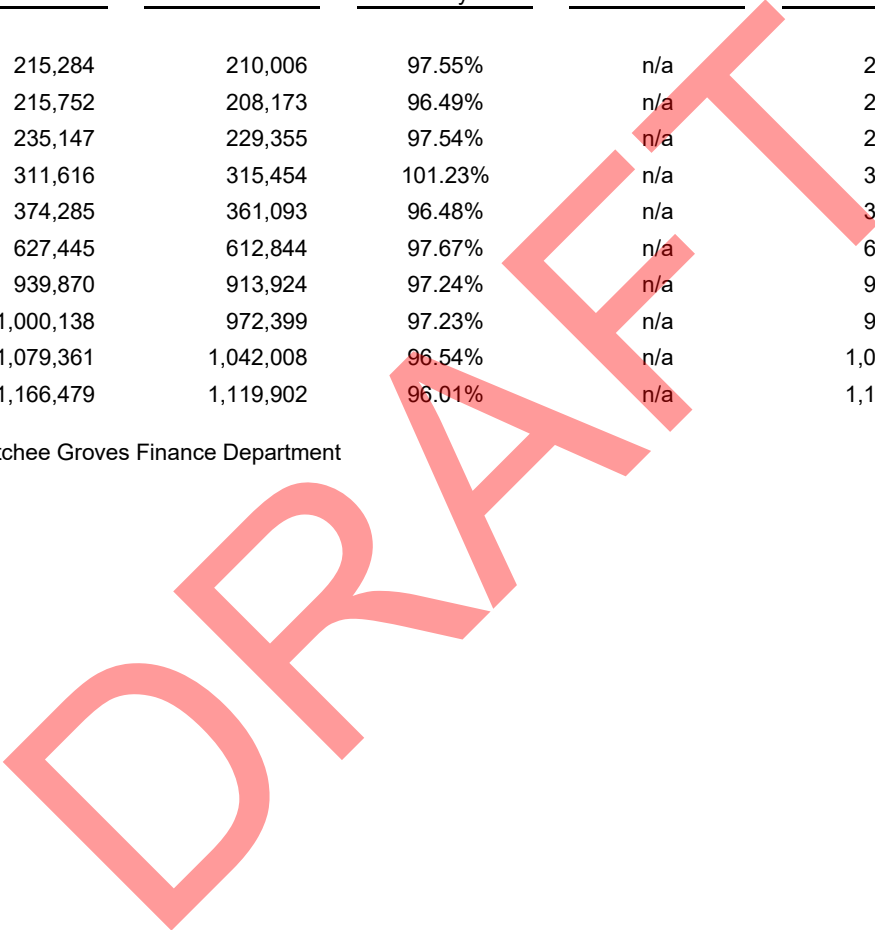 215,284 210,006 97.55% n/a 2
215,752 208,173 96.49% n/a 2
235,147 229,355 97.54% n/a 2
311,616 315,454 101.23% n/a 3
374,285 361,093 96.48% n/a 3
627,445 612,844 97.67% n/a 6
939,870 913,924 97.24% n/a 9
1,000,138 972,399 97.23% n/a 9
1,079,361 1,042,008 96.54% n/a 1,0
1,166,479 1,119,902 96.01% n/a 1,1
tchee Groves Finance Department
DRAFT